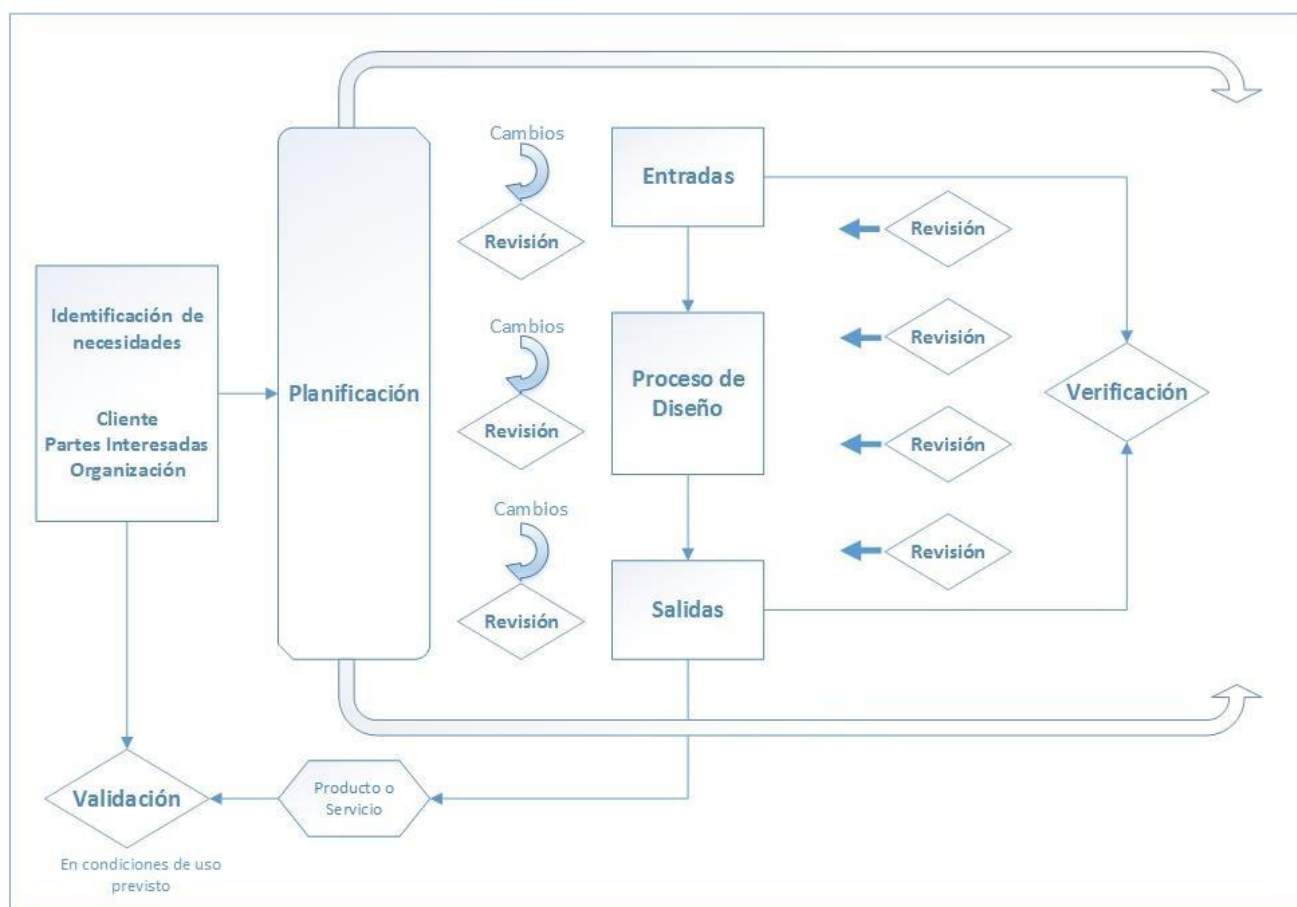 Identificación de
necesidades
Cliente
Partes Interesadas
Organización
Planificación
Cambios
Revisión
Cambios
Revisión
Cambios
Revisión
Entradas
Proceso de
Diseño
Salidas
Revisión
Revisión
Revisión
Revisión
Verificación
Validación
En condiciones de uso
previsto
Producto o
Servicio